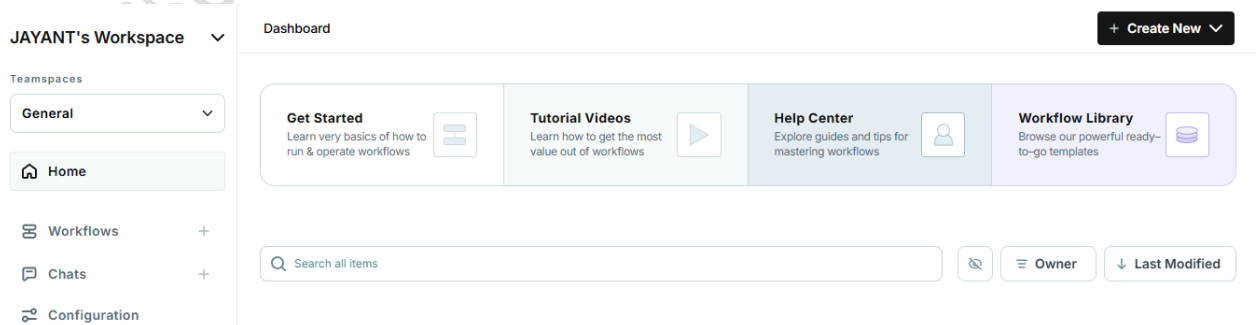 JAYANT's Workspace
Dashboard
+ Create New
Teamspaces
General
Home
Workflows
Chats
Configuration
Get Started
Learn very basics of how to
run & operate workflows
Tutorial Videos
Learn how to get the most
value out of workflows
Help Center
Explore guides and tips for
mastering workflows
Workflow Library
Browse our powerful ready-
to-go templates
Search all items
Owner
Last Modified